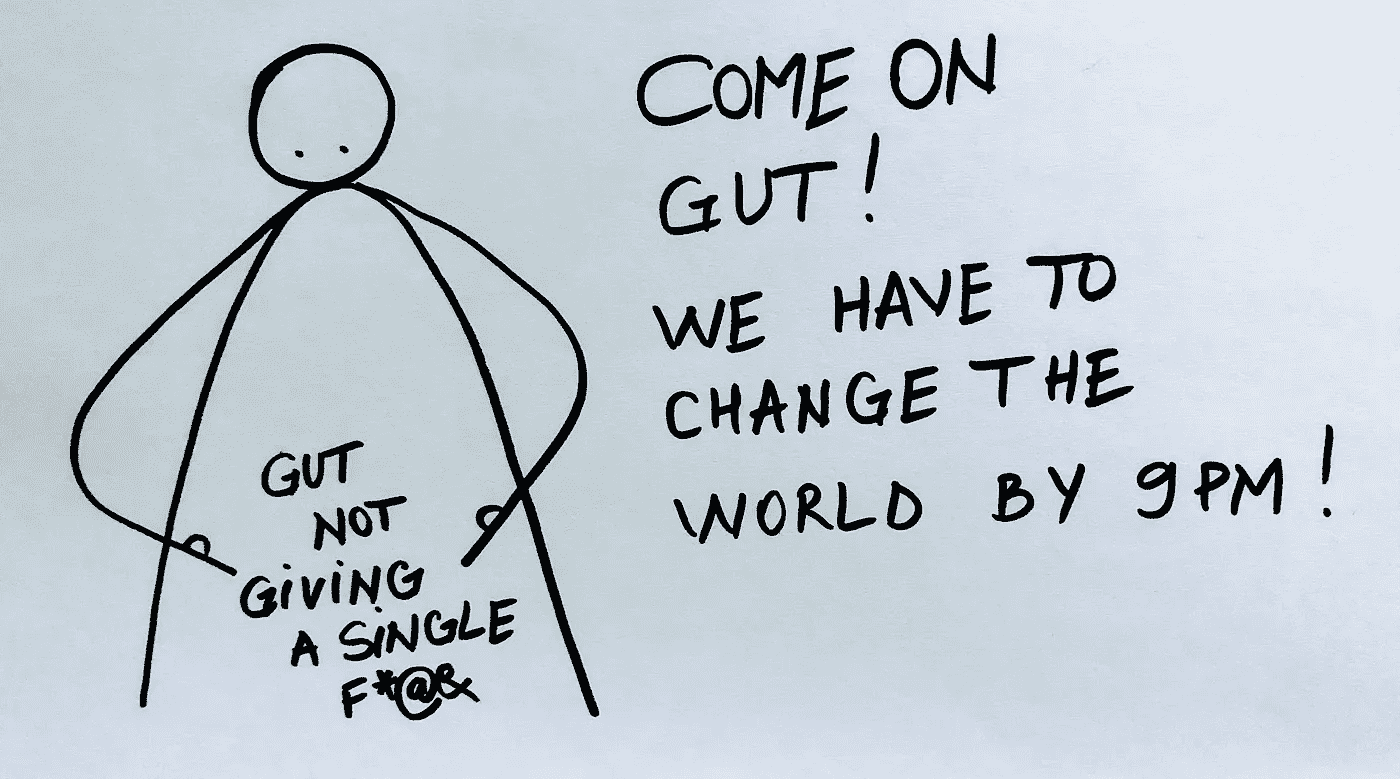 COME ON
GUT!
WE HAVE TO
CHANGE THE
WORLD BY 9PM!
GUT
NOT
GiViNG
A SiNGLE
F*@&